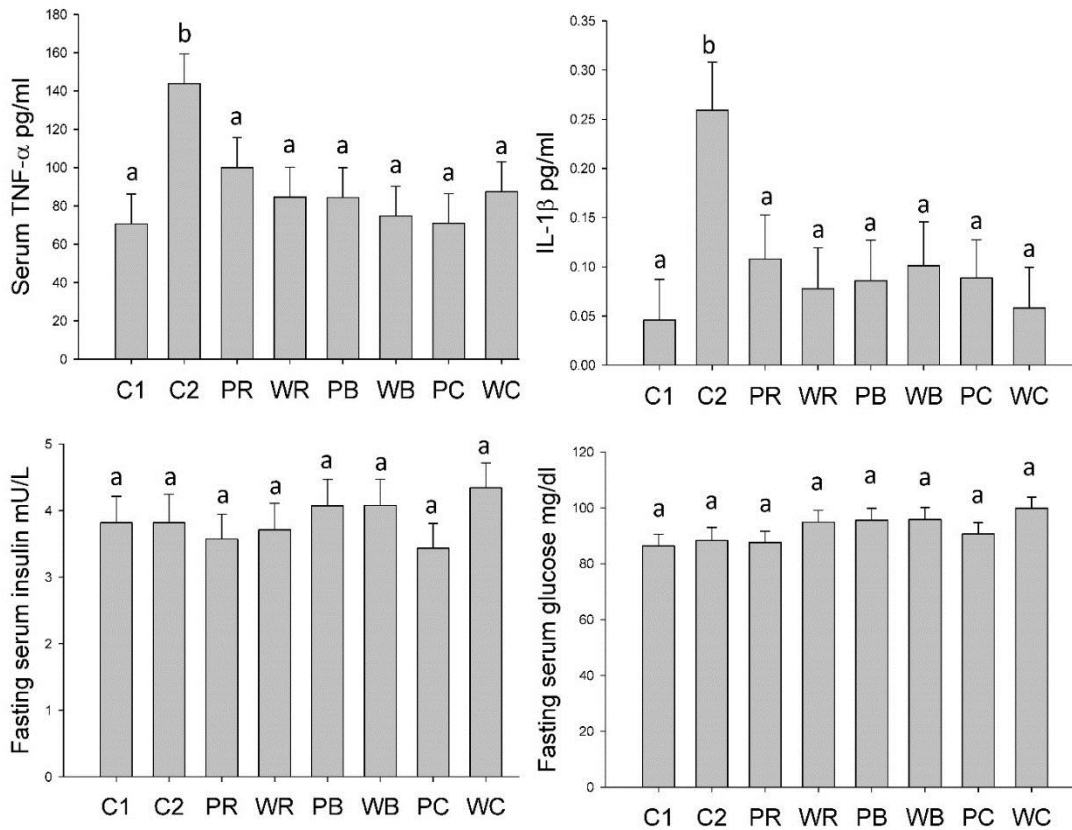 Serum TNF-α pg/ml
180
160
140
120
100
80
60
40
20
0
a
b
a
a
a
a
a
a
C1 C2 PR WR PB WB PC WC
IL-1β pg/ml
0.35
0.30
0.25
0.20
0.15
0.10
0.05
0.00
a
b
a
a
a
a
a
a
C1 C2 PR WR PB WB PC WC
Fasting serum insulin mU/L
5
4
3
2
1
0
a
a
a
a
a
a
a
a
C1 C2 PR WR PB WB PC WC
Fasting serum glucose mg/dl
120
100
80
60
40
20
0
a
a
a
a
a
a
a
a
C1 C2 PR WR PB WB PC WC